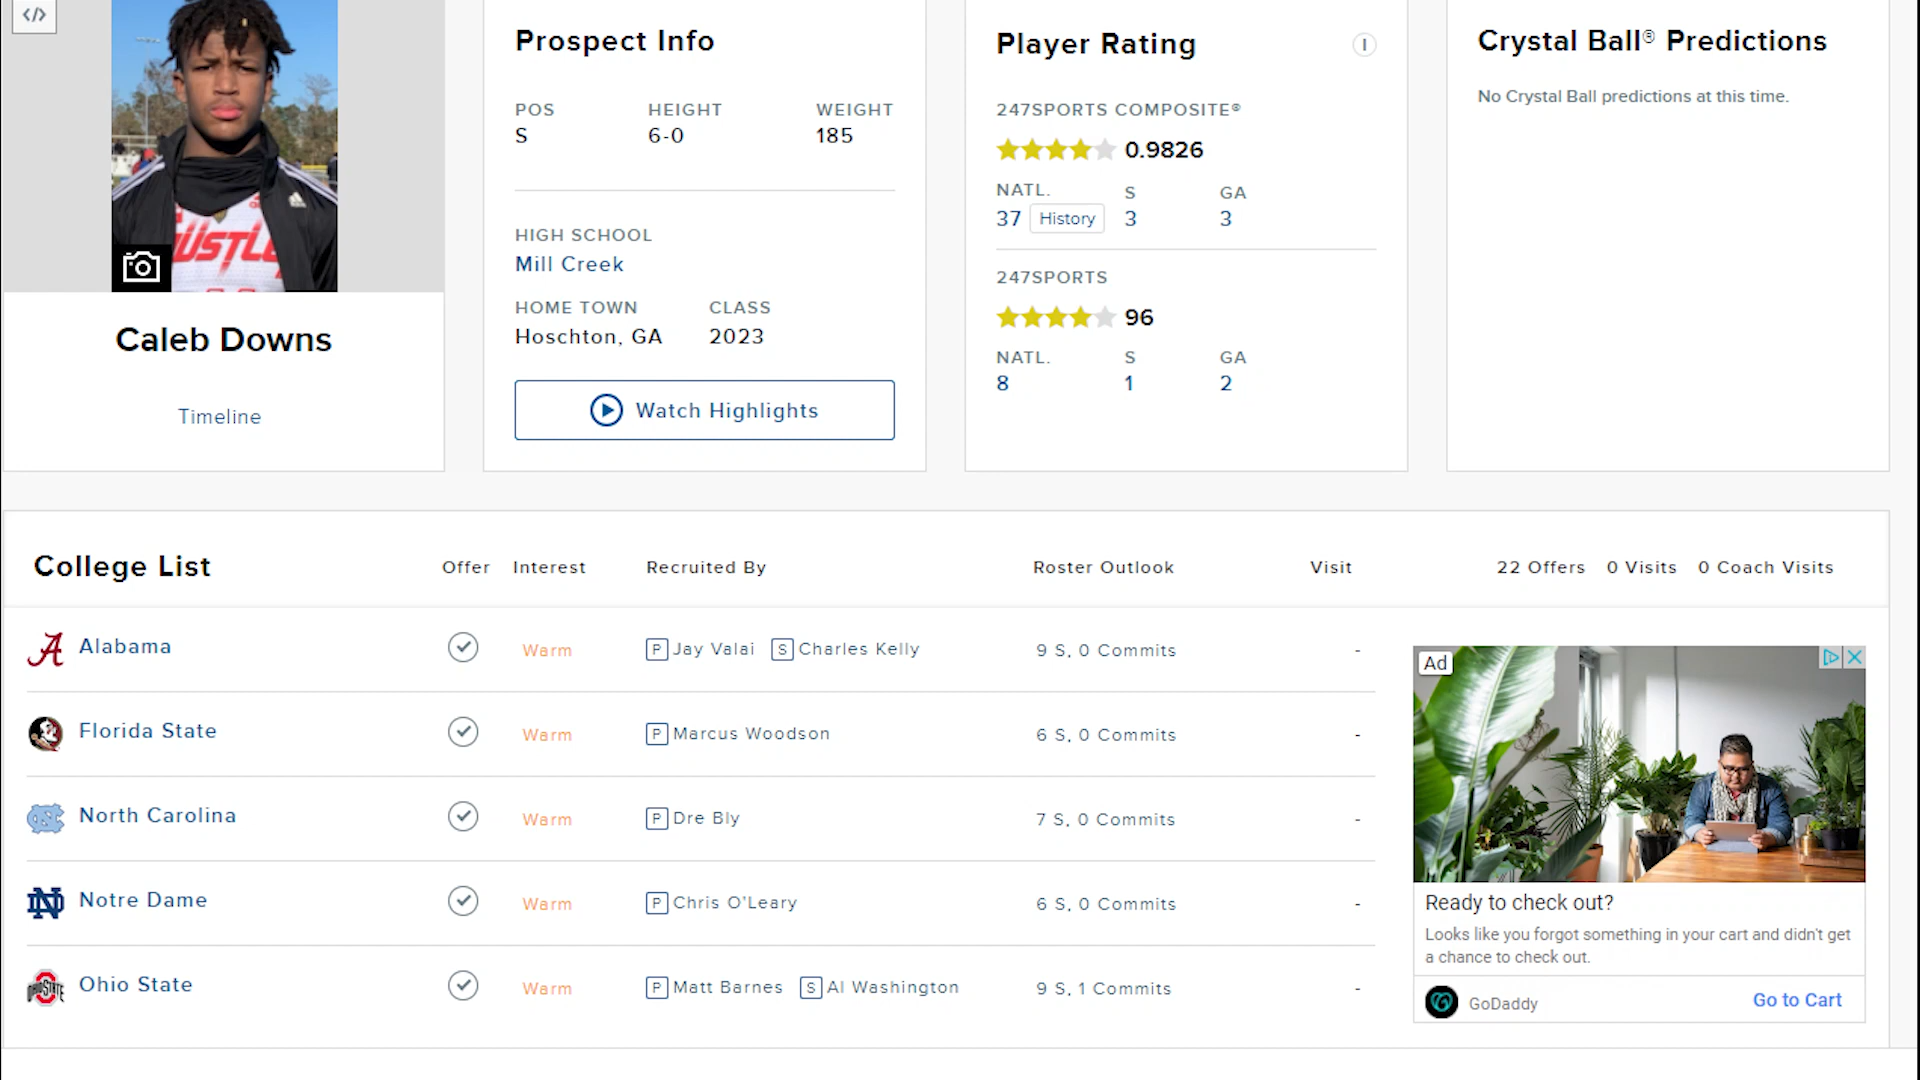 </>
HUSTLE
Caleb Downs
Timeline
Prospect Info
POS HEIGHT WEIGHT
S 6-0 185
HIGH SCHOOL
Mill Creek
HOME TOWN CLASS
Hoschton, GA 2023
Watch Highlights
Player Rating
247SPORTS COMPOSITE®
0.9826
NATL. S GA
37 History 3 3
247SPORTS
96
NATL. S GA
8 1 2
Crystal Ball® Predictions
No Crystal Ball predictions at this time.
College List Offer Interest Recruited By Roster Outlook Visit 22 Offers 0 Visits 0 Coach Visits
Alabama Warm P Jay Valai S Charles Kelly 9 S, 0 Commits -
Florida State Warm P Marcus Woodson 6 S, 0 Commits -
North Carolina Warm P Dre Bly 7 S, 0 Commits -
Notre Dame Warm P Chris O'Leary 6 S, 0 Commits -
Ohio State Warm P Matt Barnes S Al Washington 9 S, 1 Commits -
Ad
Ready to check out?
Looks like you forgot something in your cart and didn't get
a chance to check out.
GoDaddy Go to Cart